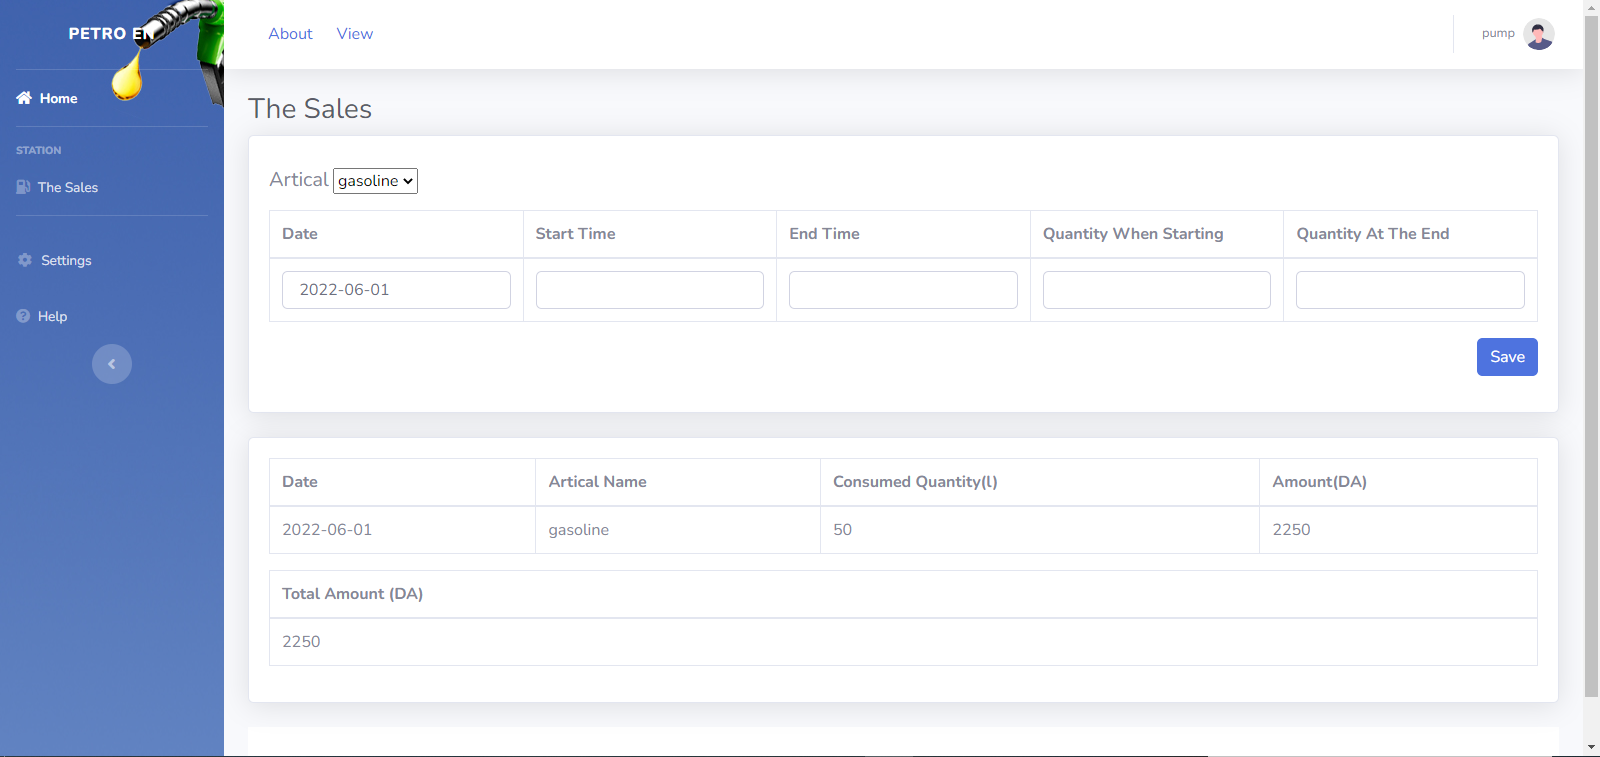 PETRO EN
About View
pump
Home
STATION
The Sales
Settings
Help
The Sales
Artical gasoline
Date Start Time End Time Quantity When Starting Quantity At The End
2022-06-01
Save
Date Artical Name Consumed Quantity(l) Amount(DA)
2022-06-01 gasoline 50 2250
Total Amount (DA)
2250